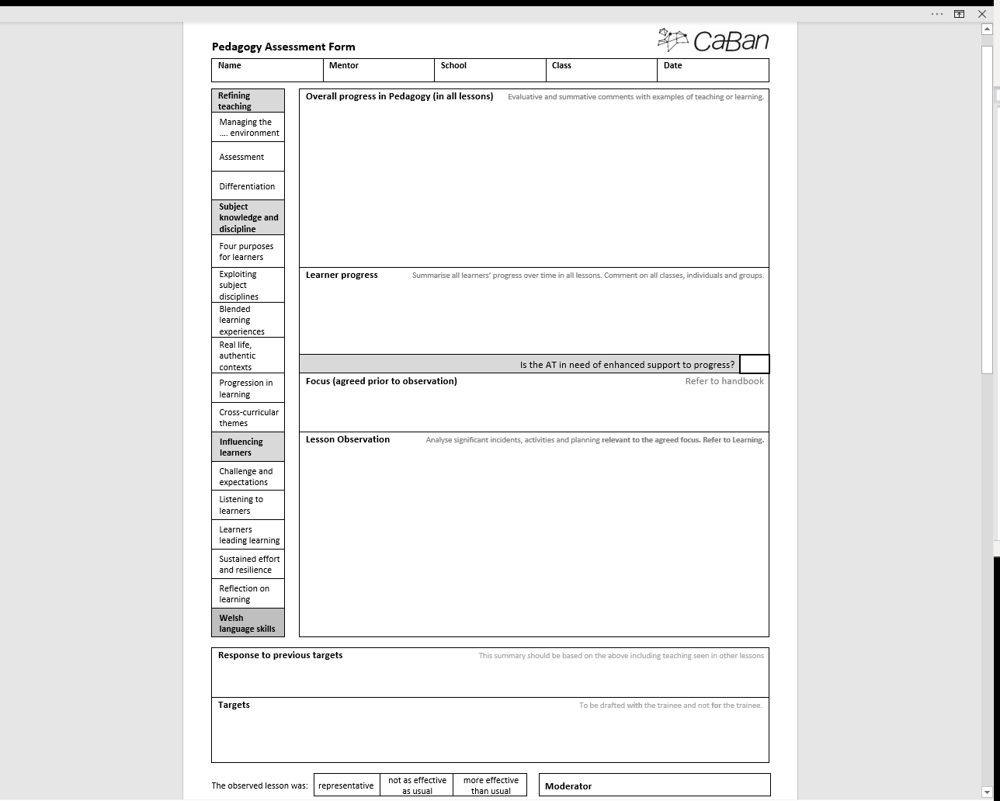 CaBan
Pedagogy Assessment Form
Name Mentor School Class Date
Refining
teaching
Managing the
.... environment
Assessment
Differentiation
Subject
knowledge and
discipline
Four purposes
for learners
Exploiting
subject
disciplines
Blended
learning
experiences
Real life,
authentic
contexts
Progression in
learning
Cross-curricular
themes
Influencing
learners
Challenge and
expectations
Listening to
learners
Learners
leading learning
Sustained effort
and resilience
Reflection on
learning
Welsh
language skills
Overall progress in Pedagogy (in all lessons) Evaluative and summative comments with examples of teaching or learning.
Learner progress Summarise all learners' progress over time in all lessons. Comment on all classes, individuals and groups.
Is the AT in need of enhanced support to progress?
Focus (agreed prior to observation) Refer to handbook
Lesson Observation Analyse significant incidents, activities and planning relevant to the agreed focus. Refer to Learning.
Response to previous targets This summary should be based on the above including teaching seen in other lessons
Targets To be drafted with the trainee and not for the trainee.
The observed lesson was: representative
not as effective
as usual
more effective
than usual
Moderator